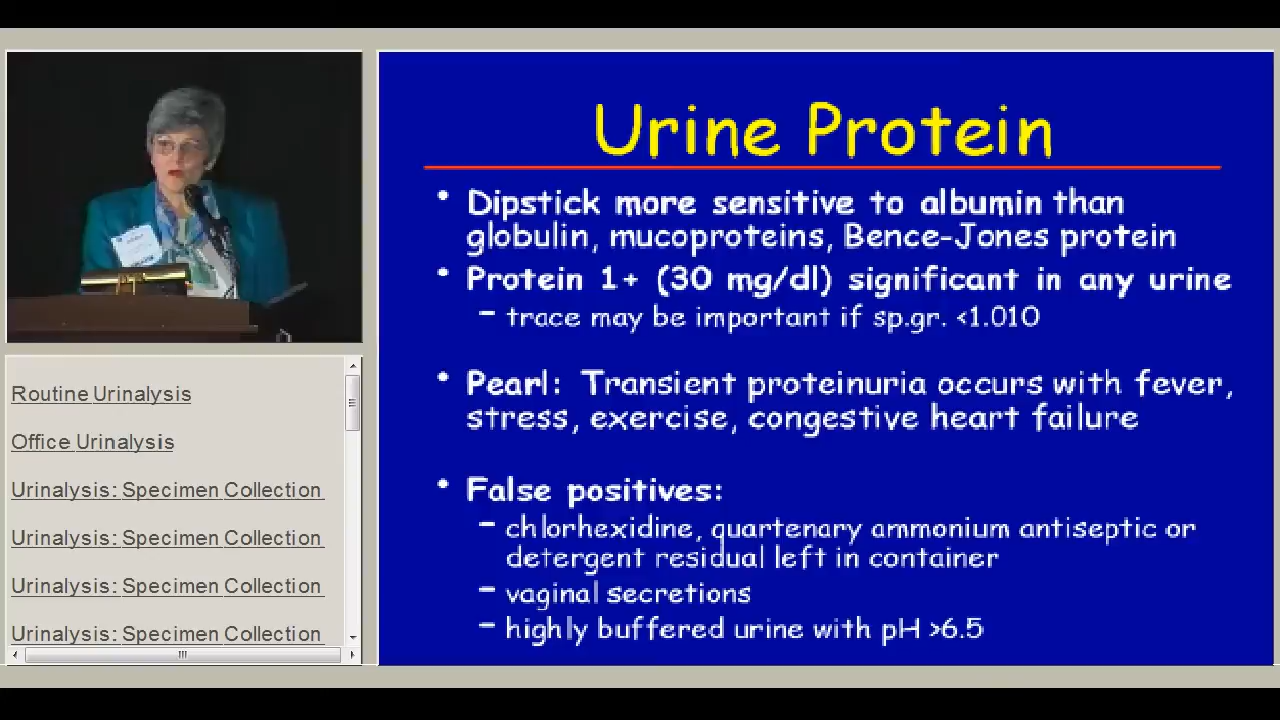 Urine Protein
• Dipstick more sensitive to albumin than
globulin, mucoproteins, Bence-Jones protein
• Protein 1+ (30 mg/dl) significant in any urine
– trace may be important if sp.gr. <1.010
• Pearl: Transient proteinuria occurs with fever,
stress, exercise, congestive heart failure
• False positives:
– chlorhexidine, quartenary ammonium antiseptic or
detergent residual left in container
– vaginal secretions
– highly buffered urine with pH >6.5
Routine Urinalysis
Office Urinalysis
Urinalysis: Specimen Collection
Urinalysis: Specimen Collection
Urinalysis: Specimen Collection
Urinalysis: Specimen Collection